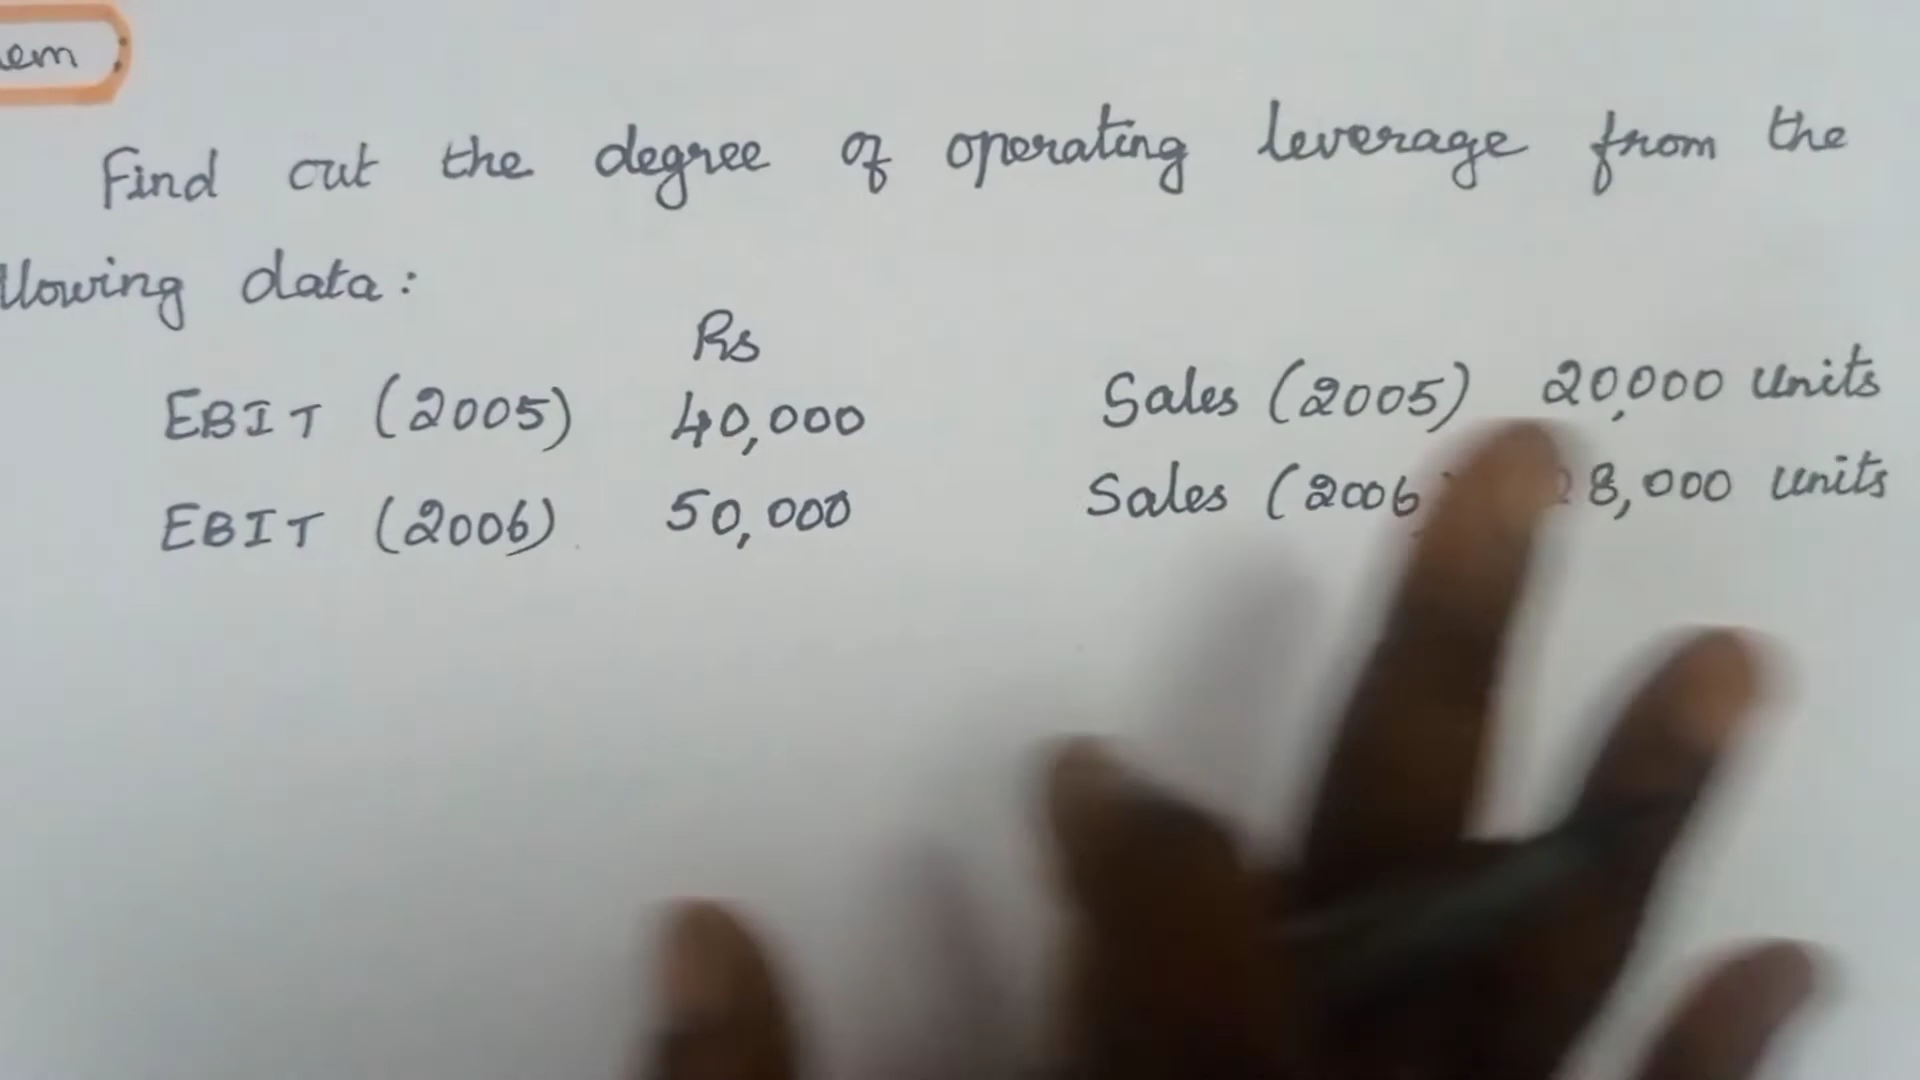 em :
Find out the degree of operating leverage from the
llowing data :
Rs
EBIT (2005) 40,000 Sales (2005) 20,000 units
EBIT (2006) 50,000 Sales (2006 28,000 units